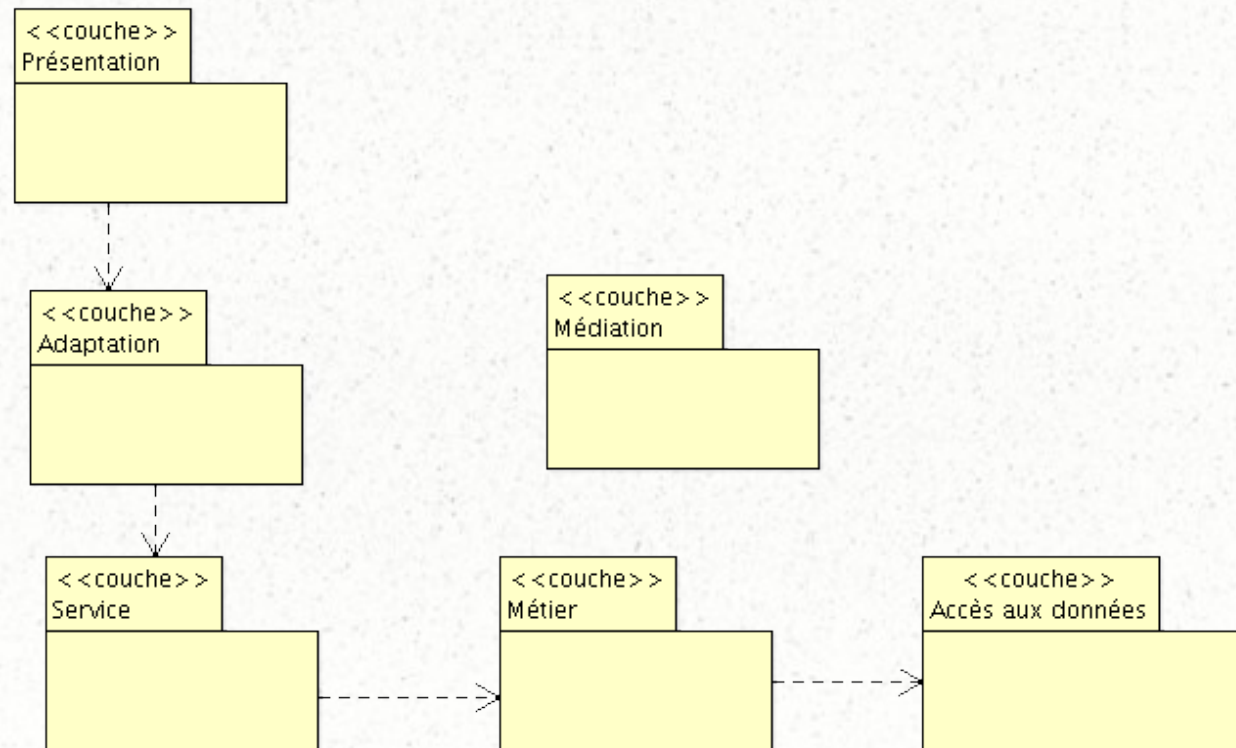 <<couche>>
Présentation
<<couche>>
Adaptation
<<couche>>
Médiation
<<couche>>
Service
<<couche>>
Métier
<<couche>>
Accès aux données